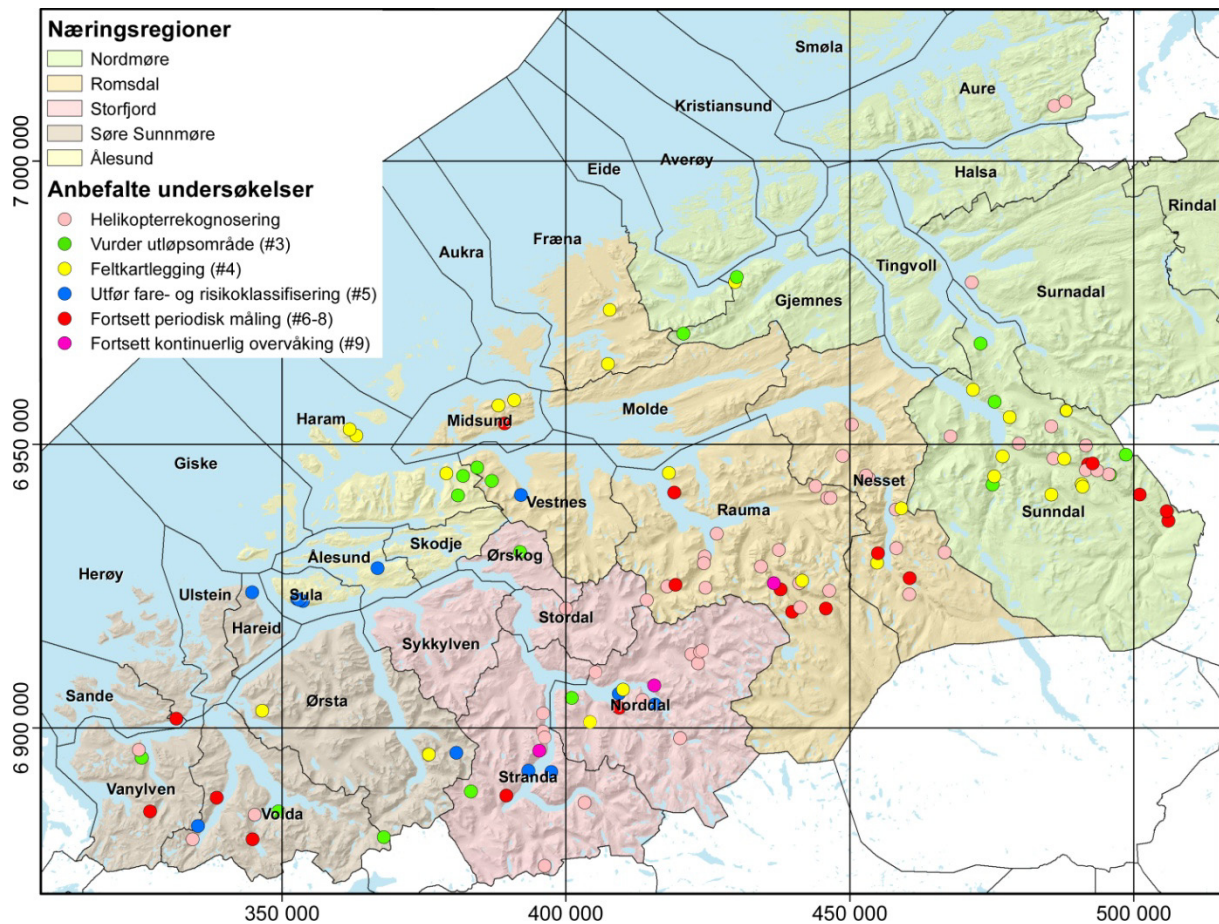 Næringsregioner
Nordmøre
Romsdal
Storfjord
Søre Sunnmøre
Ålesund
Anbefalte undersøkelser
Helikopterrekognosering
Vurder utløpsområde (#3)
Feltkartlegging (#4)
Utfør fare- og risikoklassifisering (#5)
Fortsett periodisk måling (#6-8)
Fortsett kontinuerlig overvåking (#9)
Smøla
Aure
Kristiansund
Averøy
Eide
Halsa
Rindal
Fræna
Aukra
Tingvoll
Surnadal
Gjemnes
Haram
Midsund
Molde
Giske
Nesset
Vestnes
Rauma
Sunndal
Skodje
Ålesund
Ørskog
Herøy
Ulstein
Sula
Hareid
Stordal
Sykkylven
Sande
Ørsta
Norddal
Stranda
Vanylven
Volda
7 000 000
6 950 000
6 900 000
350 000
400 000
450 000
500 000